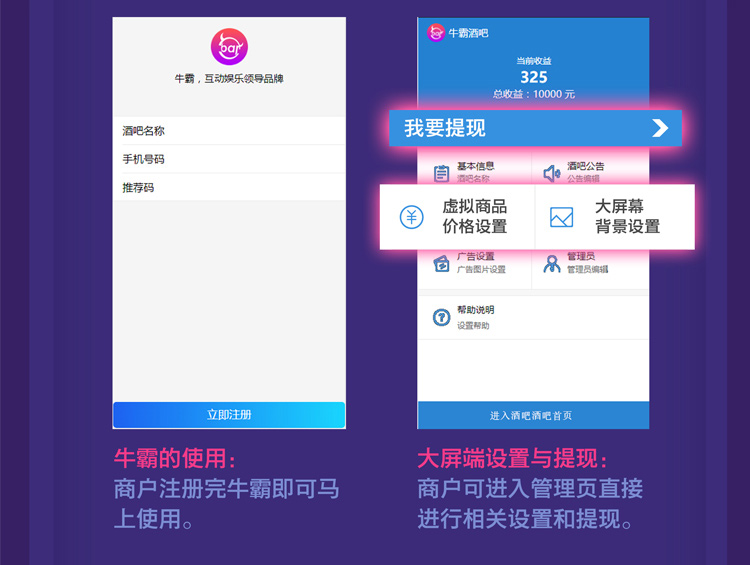 bar
牛霸，互动娱乐领导品牌
酒吧名称
手机号码
推荐码
立即注册
牛霸的使用：
商户注册完牛霸即可马
上使用。
bar
牛霸酒吧
当前收益
325
总收益：10000 元
我要提现
基本信息
酒吧名称
酒吧公告
公告编辑
虚拟商品
价格设置
大屏幕
背景设置
广告设置
广告图片设置
管理员
管理员编辑
帮助说明
设置帮助
进入酒吧酒吧首页
大屏端设置与提现：
商户可进入管理页直接
进行相关设置和提现。